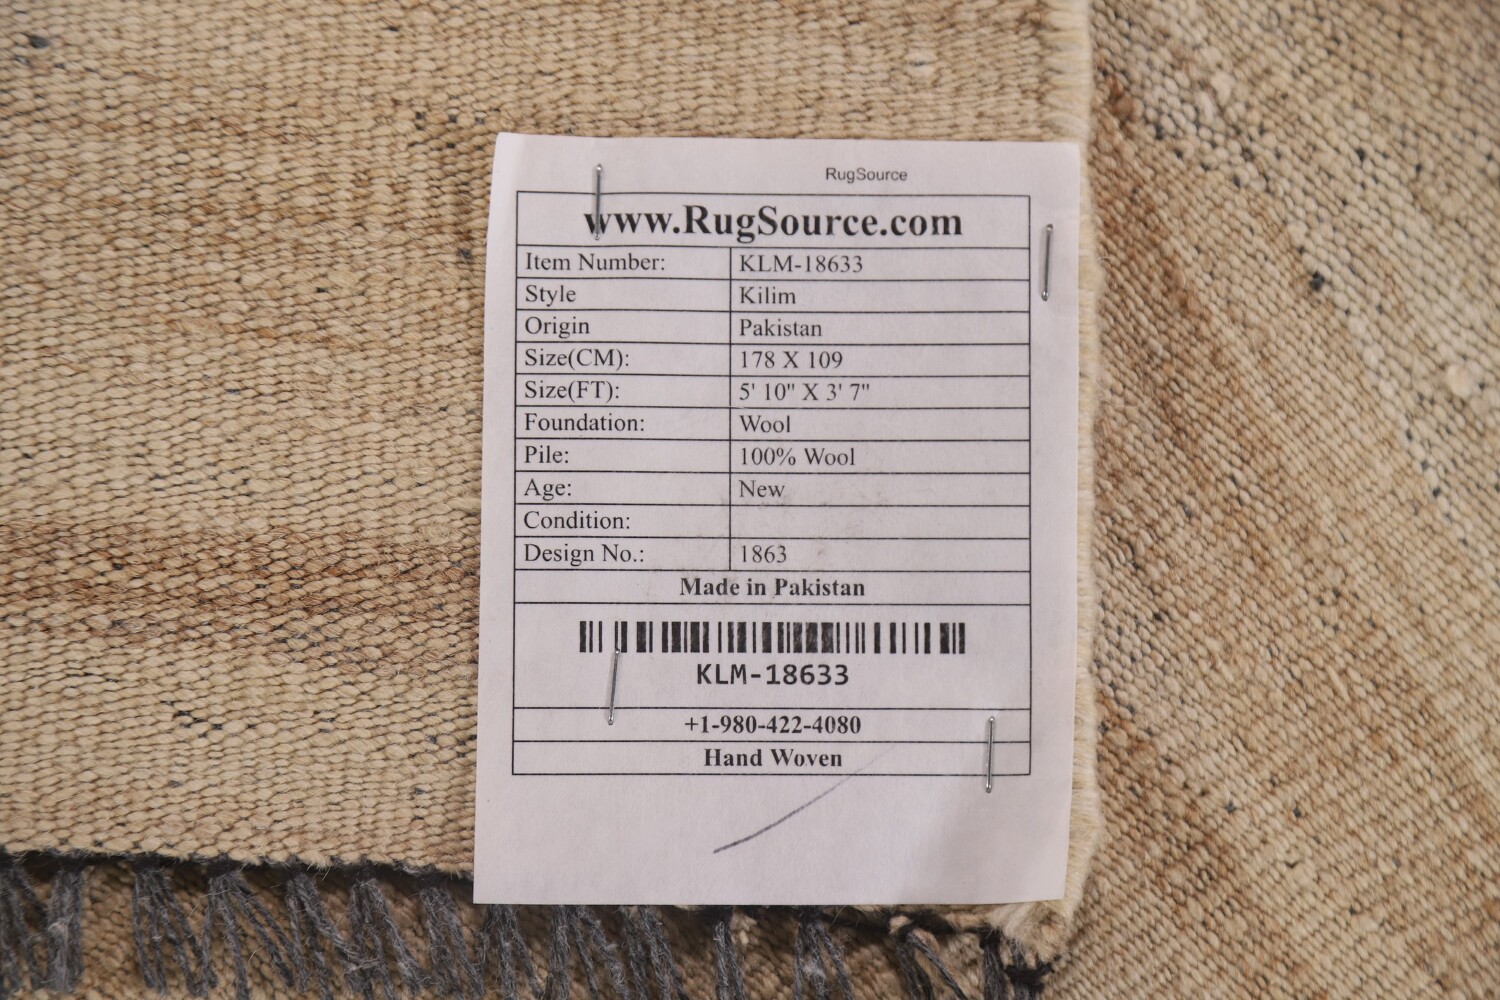 RugSource
www.RugSource.com
Item Number: KLM-18633
Style Kilim
Origin Pakistan
Size(CM): 178 X 109
Size(FT): 5' 10" X 3' 7"
Foundation: Wool
Pile: 100% Wool
Age: New
Condition:
Design No.: 1863
Made in Pakistan
KLM-18633
+1-980-422-4080
Hand Woven